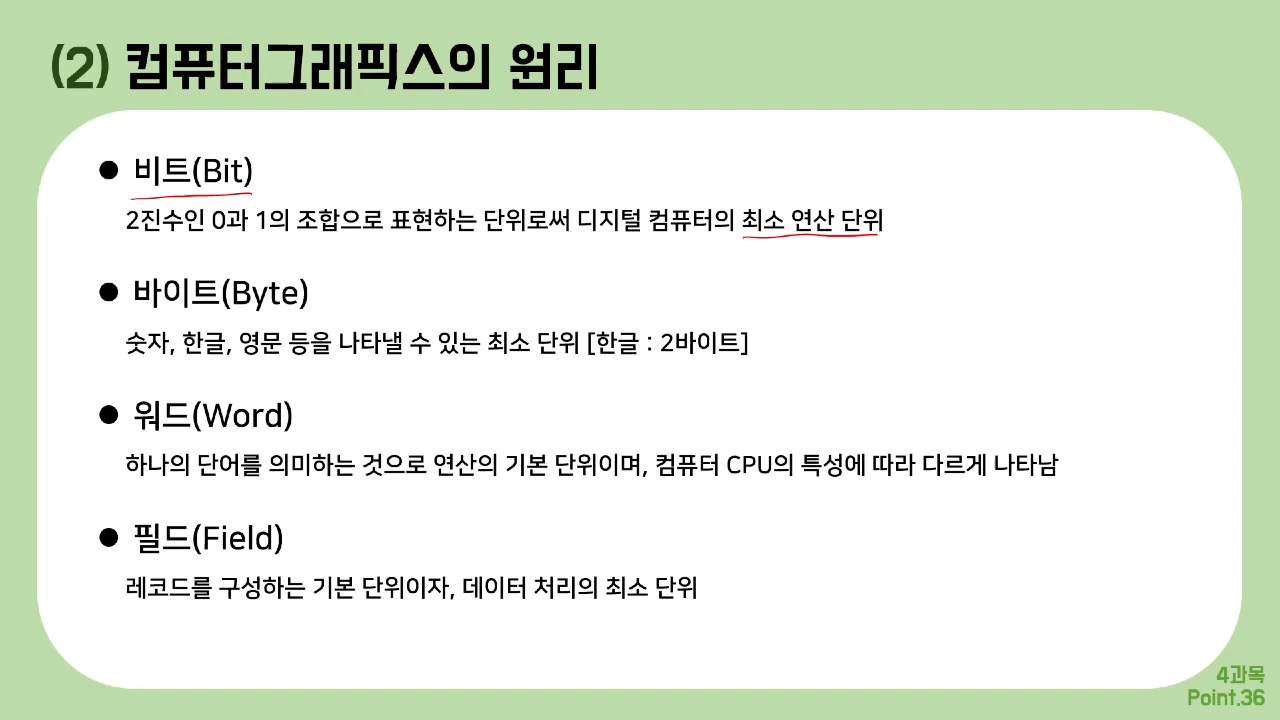 (2) 컴퓨터그래픽스의 원리
● 비트(Bit)
2진수인 0과 1의 조합으로 표현하는 단위로써 디지털 컴퓨터의 최소 연산 단위
● 바이트(Byte)
숫자, 한글, 영문 등을 나타낼 수 있는 최소 단위 [한글 : 2바이트]
● 워드(Word)
하나의 단어를 의미하는 것으로 연산의 기본 단위이며, 컴퓨터 CPU의 특성에 따라 다르게 나타남
● 필드(Field)
레코드를 구성하는 기본 단위이자, 데이터 처리의 최소 단위
4과목
Point.36